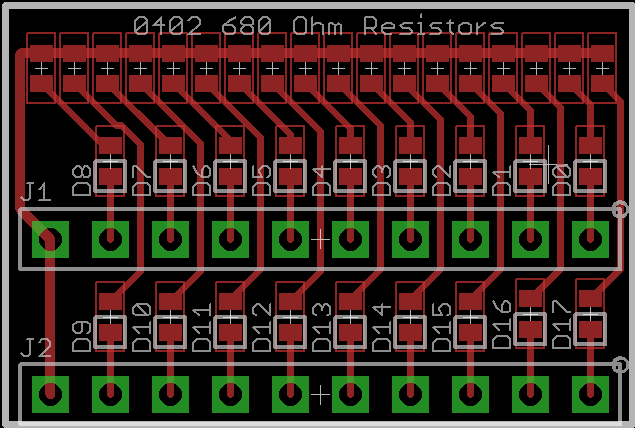 0402 680 Ohm Resistors
D8 D7 D6 D5 D4 D3 D2 D1 D0
J1
D9 D10 D11 D12 D13 D14 D15 D16 D17
J2